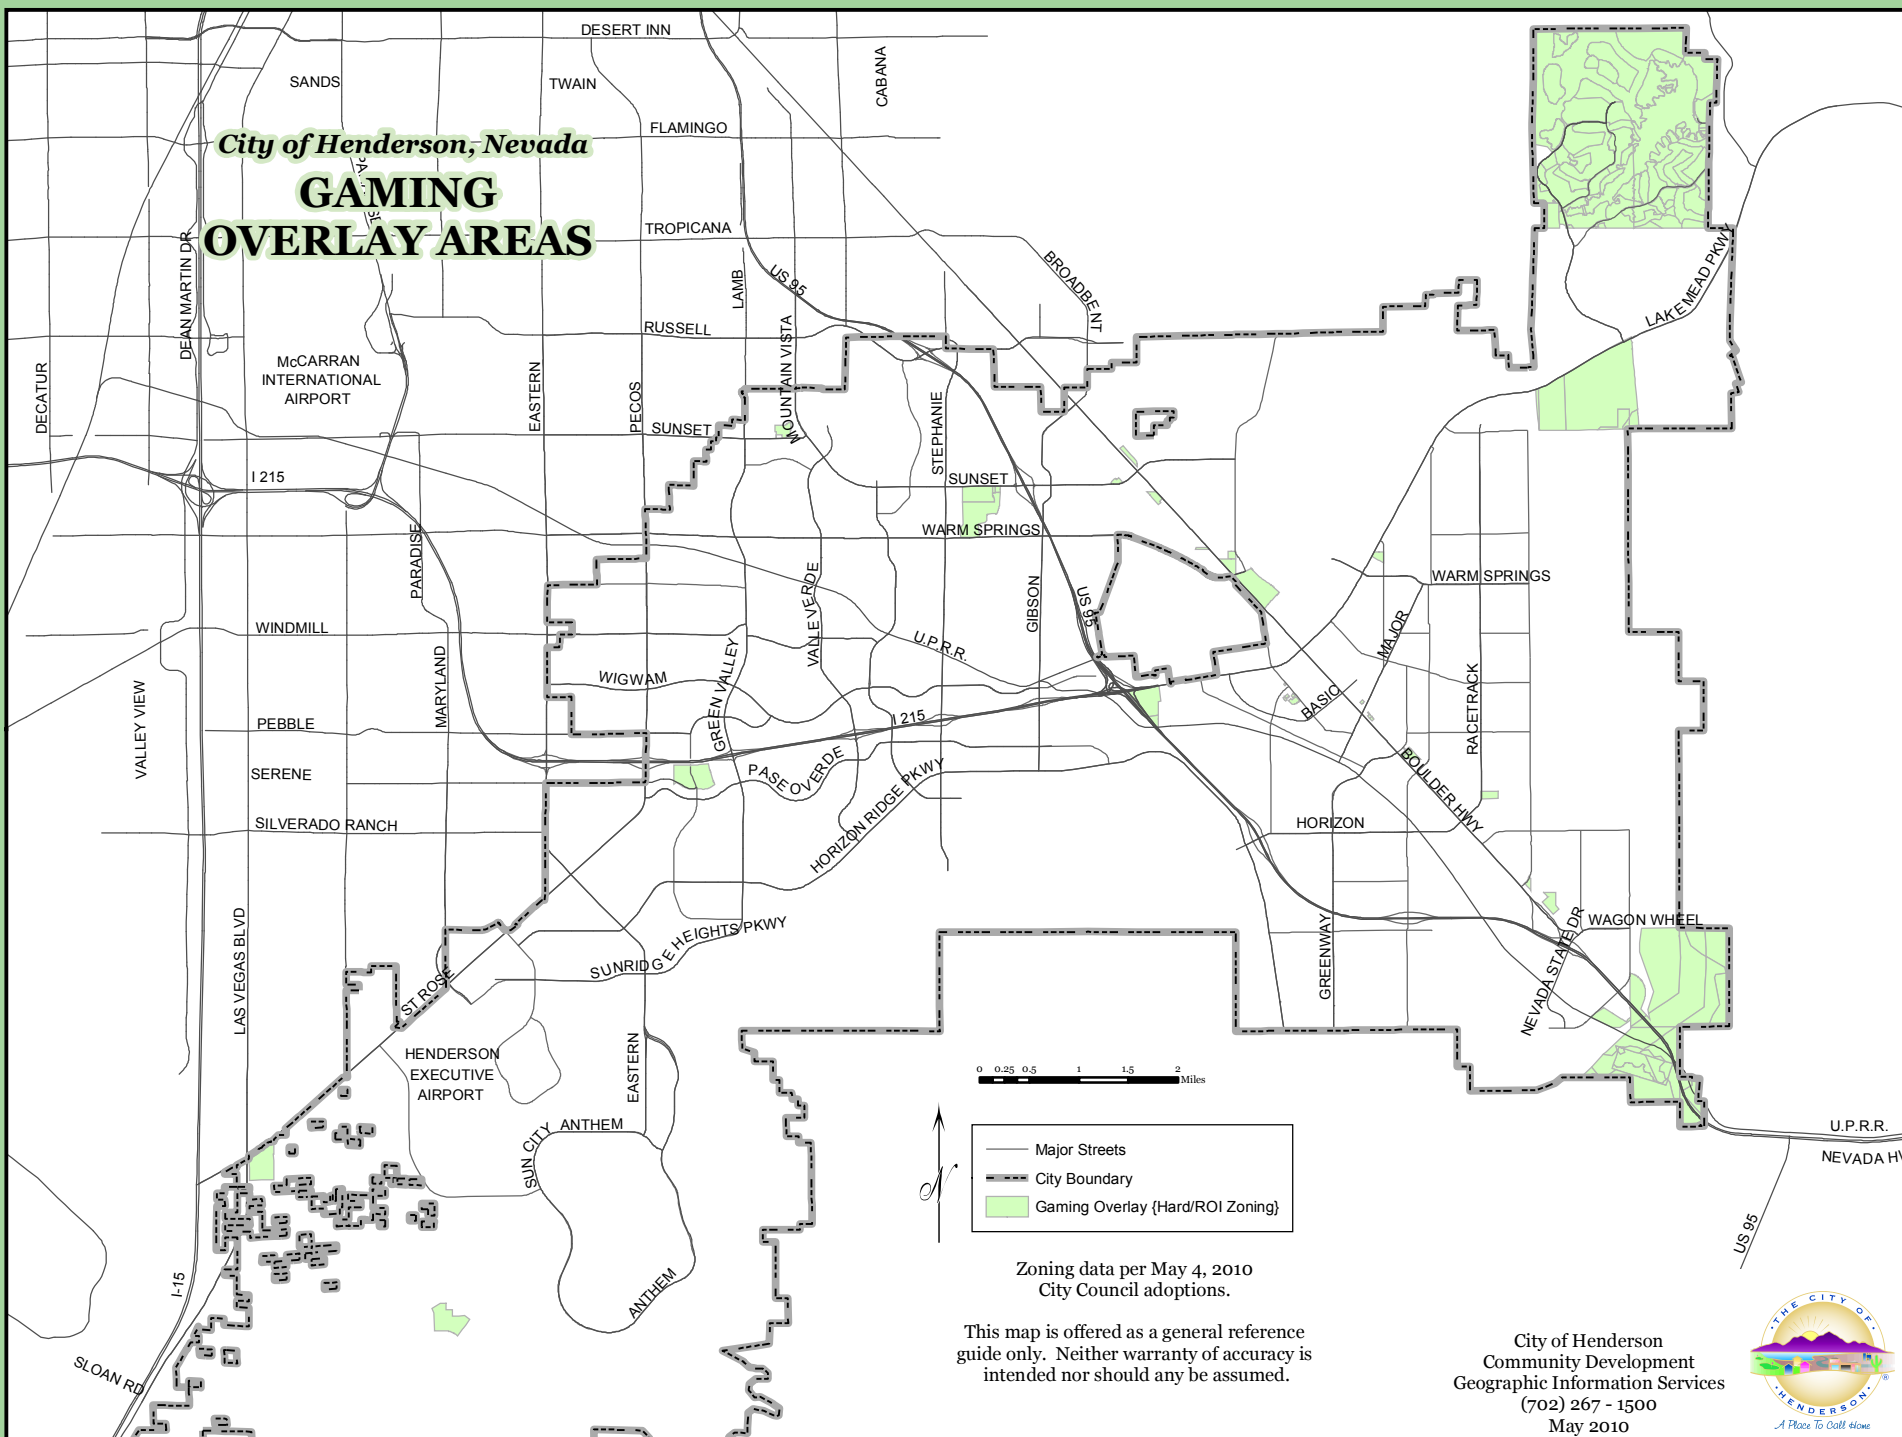 City of Henderson, Nevada
GAMING
OVERLAY AREAS
DESERT INN
SANDS
TWAIN
CABANA
FLAMINGO
TROPICANA
DEAN MARTIN DR
LAMB
US 95
BROADBENT
LAKE MEAD PKWY
RUSSELL
MOUNTAIN VISTA
McCARRAN
INTERNATIONAL
AIRPORT
DECATUR
EASTERN
PECOS
STEPHANIE
SUNSET
I 215
SUNSET
WARM SPRINGS
PARADISE
VALLE VERDE
GIBSON
US 95
WARM SPRINGS
WINDMILL
U.P.R.R.
MAJOR
GREEN VALLEY
WIGWAM
MARYLAND
VALLEY VIEW
RACETRACK
BASIC
PEBBLE
I 215
SERENE
PASEO VERDE
HORIZON RIDGE PKWY
BOULDER HWY
SILVERADO RANCH
HORIZON
LAS VEGAS BLVD
SUNRIDGE HEIGHTS PKWY
GREENWAY
NEVADA STATE DR
WAGON WHEEL
ST ROSE
HENDERSON
EXECUTIVE
AIRPORT
EASTERN
SUN CITY
ANTHEM
ANTHEM
0 0.25 0.5 1 1.5 2
Miles
N
Major Streets
City Boundary
Gaming Overlay {Hard/ROI Zoning}
U.P.R.R.
NEVADA HW
US 95
I-15
SLOAN RD
Zoning data per May 4, 2010
City Council adoptions.
This map is offered as a general reference
guide only. Neither warranty of accuracy is
intended nor should any be assumed.
City of Henderson
Community Development
Geographic Information Services
(702) 267 - 1500
May 2010
THE CITY OF
HENDERSON
®
A Place To Call Home